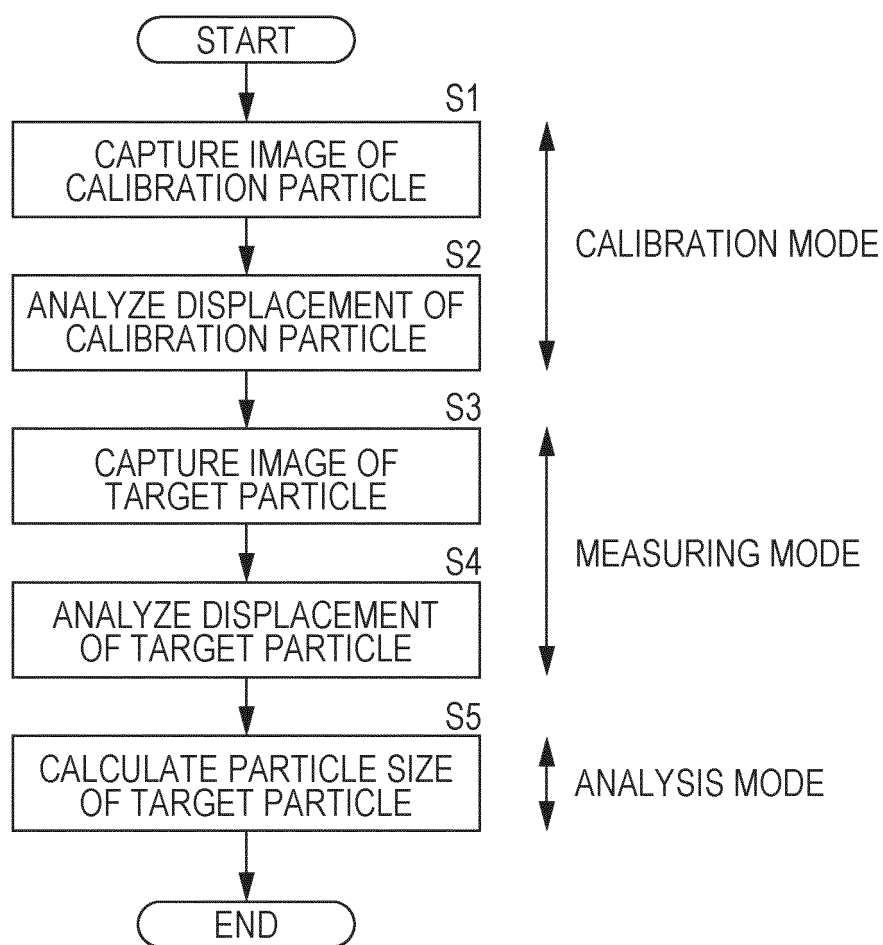 START
S1
CAPTURE IMAGE OF
CALIBRATION PARTICLE
S2
CALIBRATION MODE
ANALYZE DISPLACEMENT OF
CALIBRATION PARTICLE
S3
CAPTURE IMAGE OF
TARGET PARTICLE
S4
MEASURING MODE
ANALYZE DISPLACEMENT
OF TARGET PARTICLE
S5
CALCULATE PARTICLE SIZE
OF TARGET PARTICLE
ANALYSIS MODE
END